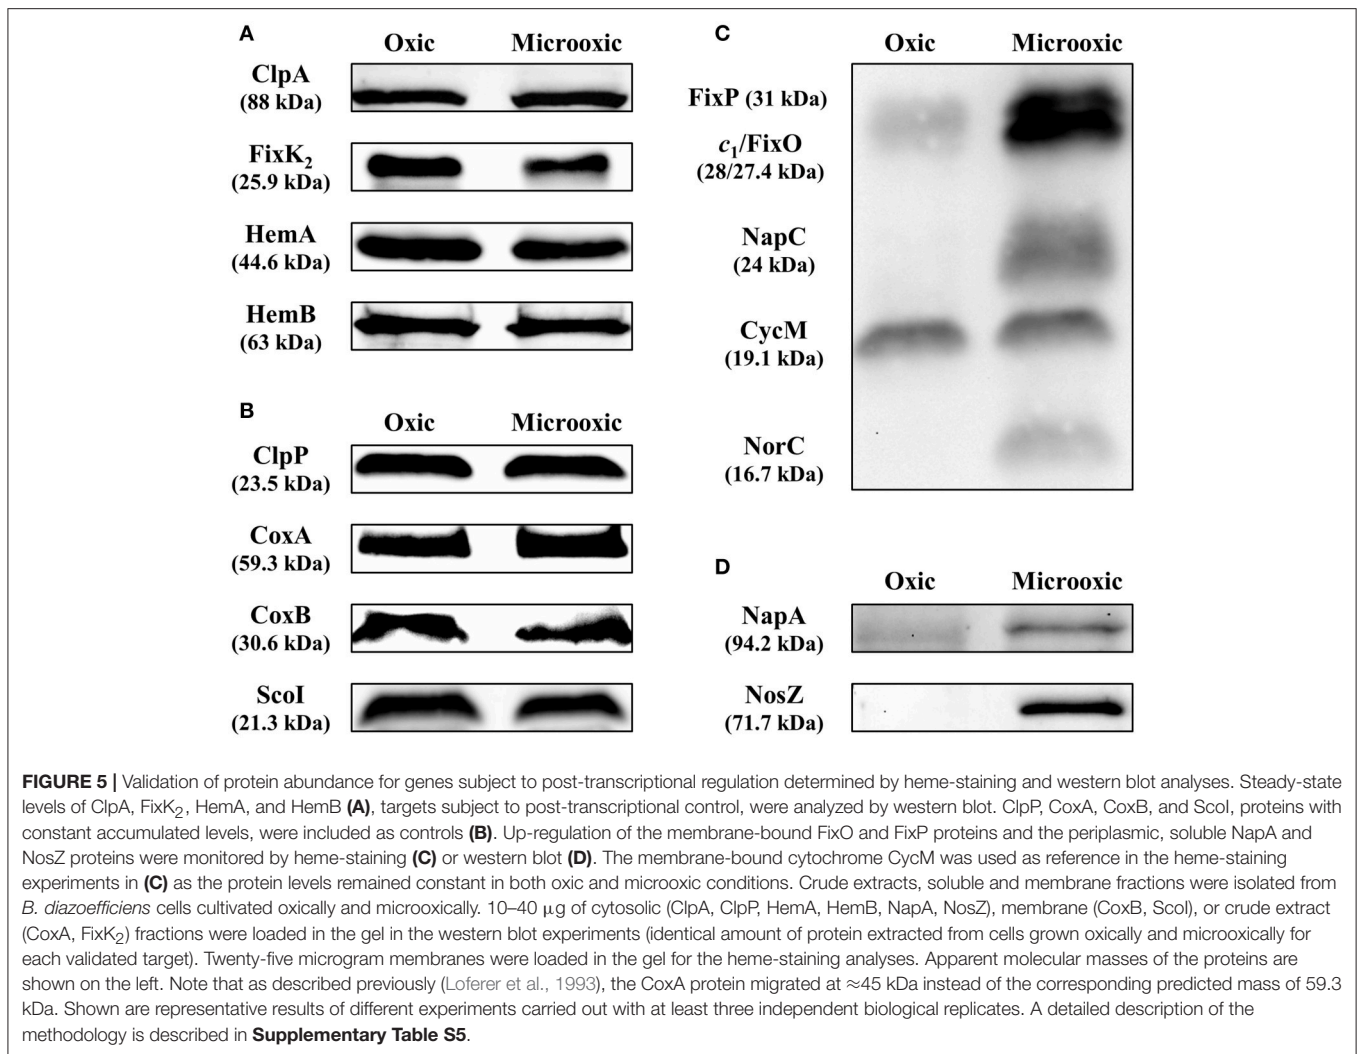 A
Oxic Microoxic
ClpA
(88 kDa)
FixK2
(25.9 kDa)
HemA
(44.6 kDa)
HemB
(63 kDa)
B
Oxic Microoxic
ClpP
(23.5 kDa)
CoxA
(59.3 kDa)
CoxB
(30.6 kDa)
ScoI
(21.3 kDa)
C
Oxic Microoxic
FixP (31 kDa)
c1/FixO
(28/27.4 kDa)
NapC
(24 kDa)
CycM
(19.1 kDa)
NorC
(16.7 kDa)
D
Oxic Microoxic
NapA
(94.2 kDa)
NosZ
(71.7 kDa)
FIGURE 5 | Validation of protein abundance for genes subject to post-transcriptional regulation determined by heme-staining and western blot analyses. Steady-state
levels of ClpA, FixK2, HemA, and HemB (A), targets subject to post-transcriptional control, were analyzed by western blot. ClpP, CoxA, CoxB, and ScoI, proteins with
constant accumulated levels, were included as controls (B). Up-regulation of the membrane-bound FixO and FixP proteins and the periplasmic, soluble NapA and
NosZ proteins were monitored by heme-staining (C) or western blot (D). The membrane-bound cytochrome CycM was used as reference in the heme-staining
experiments in (C) as the protein levels remained constant in both oxic and microoxic conditions. Crude extracts, soluble and membrane fractions were isolated from
B. diazoefficiens cells cultivated oxically and microoxically. 10–40 μg of cytosolic (ClpA, ClpP, HemA, HemB, NapA, NosZ), membrane (CoxB, ScoI), or crude extract
(CoxA, FixK2) fractions were loaded in the gel in the western blot experiments (identical amount of protein extracted from cells grown oxically and microoxically for
each validated target). Twenty-five microgram membranes were loaded in the gel for the heme-staining analyses. Apparent molecular masses of the proteins are
shown on the left. Note that as described previously (Loferer et al., 1993), the CoxA protein migrated at ≈45 kDa instead of the corresponding predicted mass of 59.3
kDa. Shown are representative results of different experiments carried out with at least three independent biological replicates. A detailed description of the
methodology is described in Supplementary Table S5.